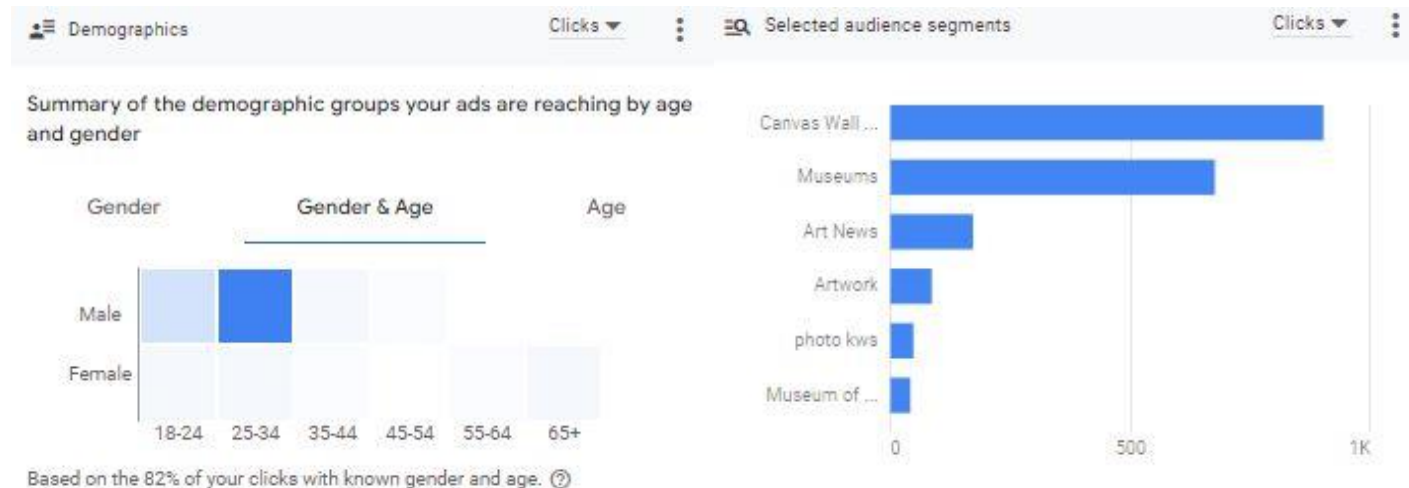 Demographics
Clicks
Summary of the demographic groups your ads are reaching by age
and gender
Gender
Gender & Age
Age
Male
Female
18-24 25-34 35-44 45-54 55-64 65+
Based on the 82% of your clicks with known gender and age.
Selected audience segments
Clicks
Canvas Wall ...
Museums
Art News
Artwork
photo kws
Museum of ...
0 500 1K